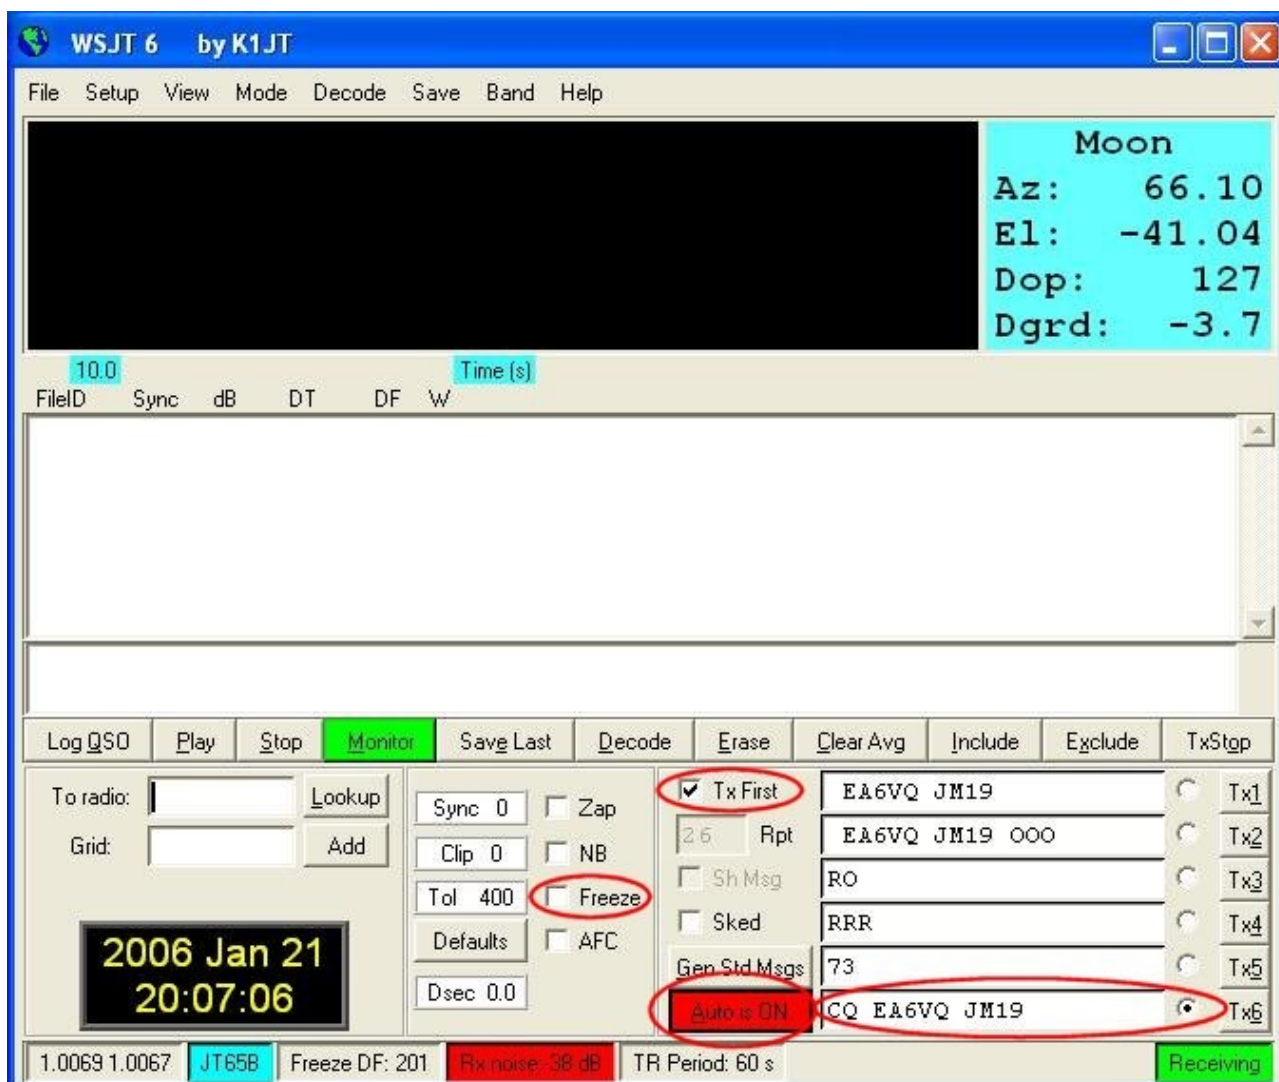 WSJT 6 by K1JT
File Setup View Mode Decode Save Band Help
Moon
Az: 66.10
El: -41.04
Dop: 127
Dgrd: -3.7
10.0 Time (s)
FileID Sync dB DT DF W
Log QSO Play Stop Monitor Save Last Decode Erase Clear Avg Include Exclude TxStop
To radio: Lookup
Grid: Add
2006 Jan 21
20:07:06
Sync 0 Zap
Clip 0 NB
Tol 400 Freeze
Defaults AFC
Dsec 0.0
Tx First EA6VQ JM19 Tx1
26 Rpt EA6VQ JM19 OOO Tx2
Sh Msg RO Tx3
Sked RRR Tx4
Gen Std Msgs 73 Tx5
Auto is ON CQ EA6VQ JM19 Tx6
1.0069 1.0067 JT65B Freeze DF: 201 Rx noise: 38 dB TR Period: 60 s Receiving